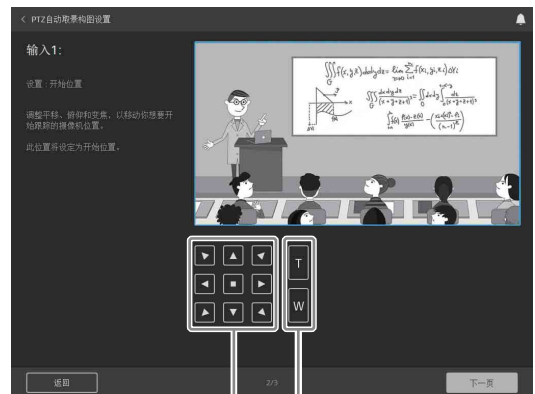 PTZ自动取景构图设置
输入1:
设置 : 开始位置
调整平移、俯仰和变焦，以移动你想要开
始跟踪的摄像机位置。
此位置将设定为开始位置。
T
W
返回
2/3
下一页